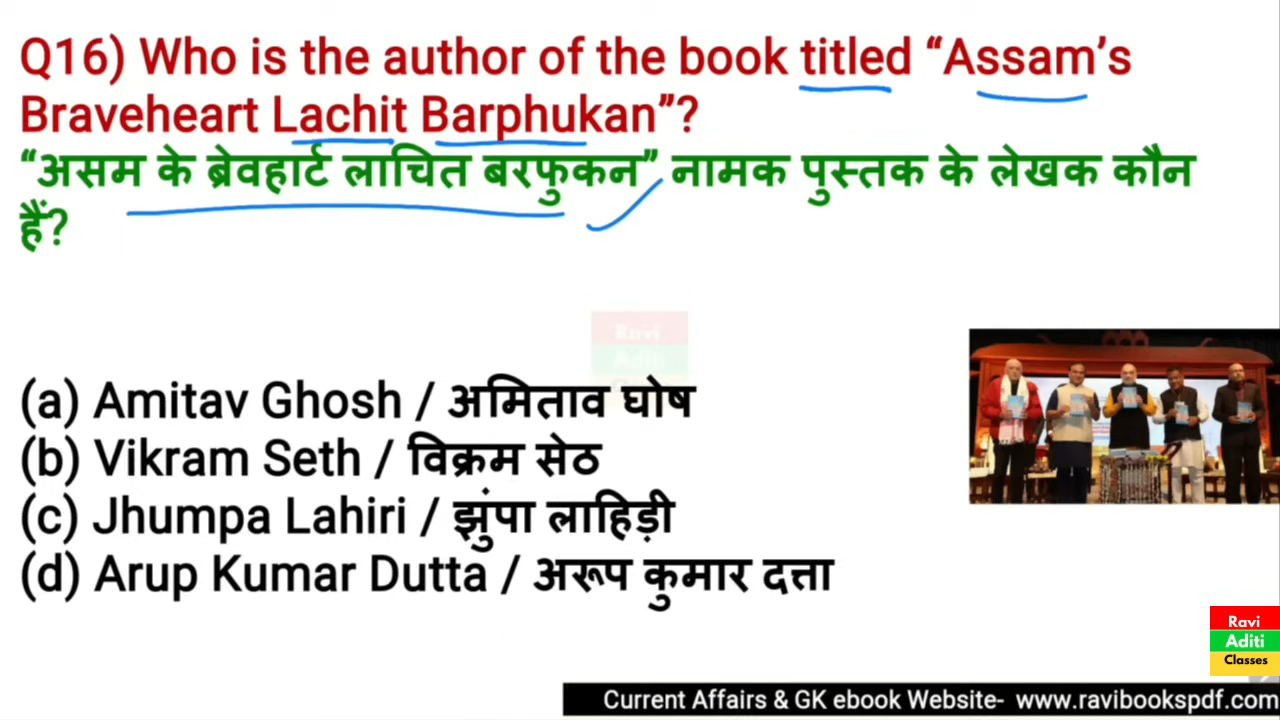 Q16) Who is the author of the book titled “Assam’s
Braveheart Lachit Barphukan”?
“असम के ब्रेवहार्ट लाचित बरफुकन” नामक पुस्तक के लेखक कौन
हैं?
Ravi
Aditi
(a) Amitav Ghosh / अमिताव घोष
(b) Vikram Seth / विक्रम सेठ
(c) Jhumpa Lahiri / झुंपा लाहिड़ी
(d) Arup Kumar Dutta / अरूप कुमार दत्ता
Ravi
Aditi
Classes
Current Affairs & GK ebook Website- www.ravibookspdf.com